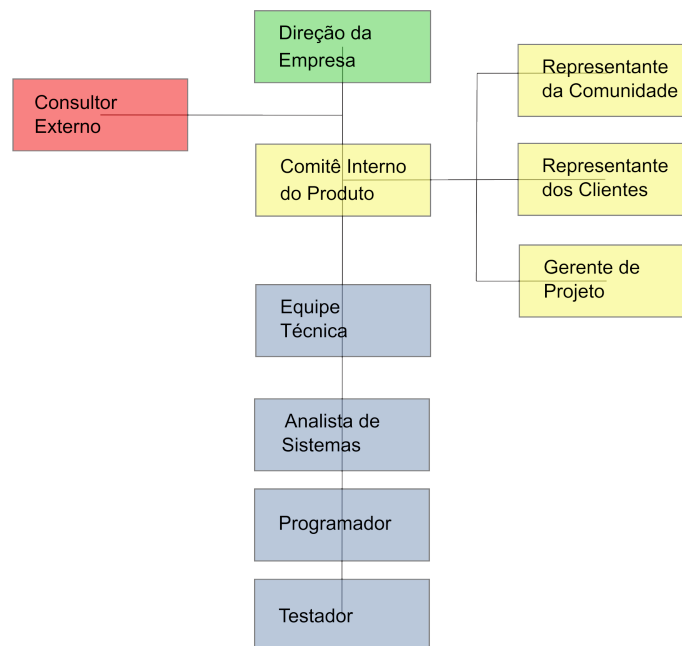 Direção da
Empresa
Consultor
Externo
Representante
da Comunidade
Comitê Interno
do Produto
Representante
dos Clientes
Gerente de
Projeto
Equipe
Técnica
Analista de
Sistemas
Programador
Testador